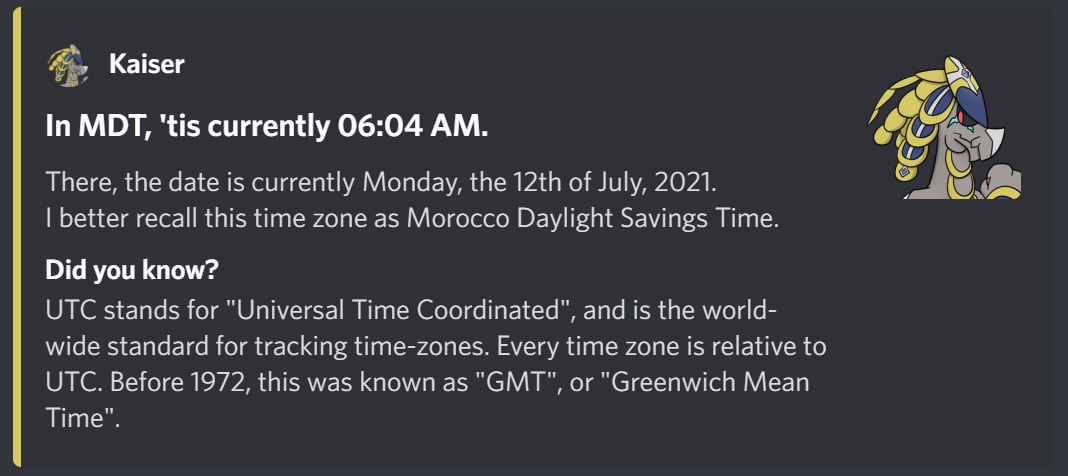 Kaiser
In MDT, 'tis currently 06:04 AM.
There, the date is currently Monday, the 12th of July, 2021.
I better recall this time zone as Morocco Daylight Savings Time.
Did you know?
UTC stands for "Universal Time Coordinated", and is the world-
wide standard for tracking time-zones. Every time zone is relative to
UTC. Before 1972, this was known as "GMT", or "Greenwich Mean
Time".